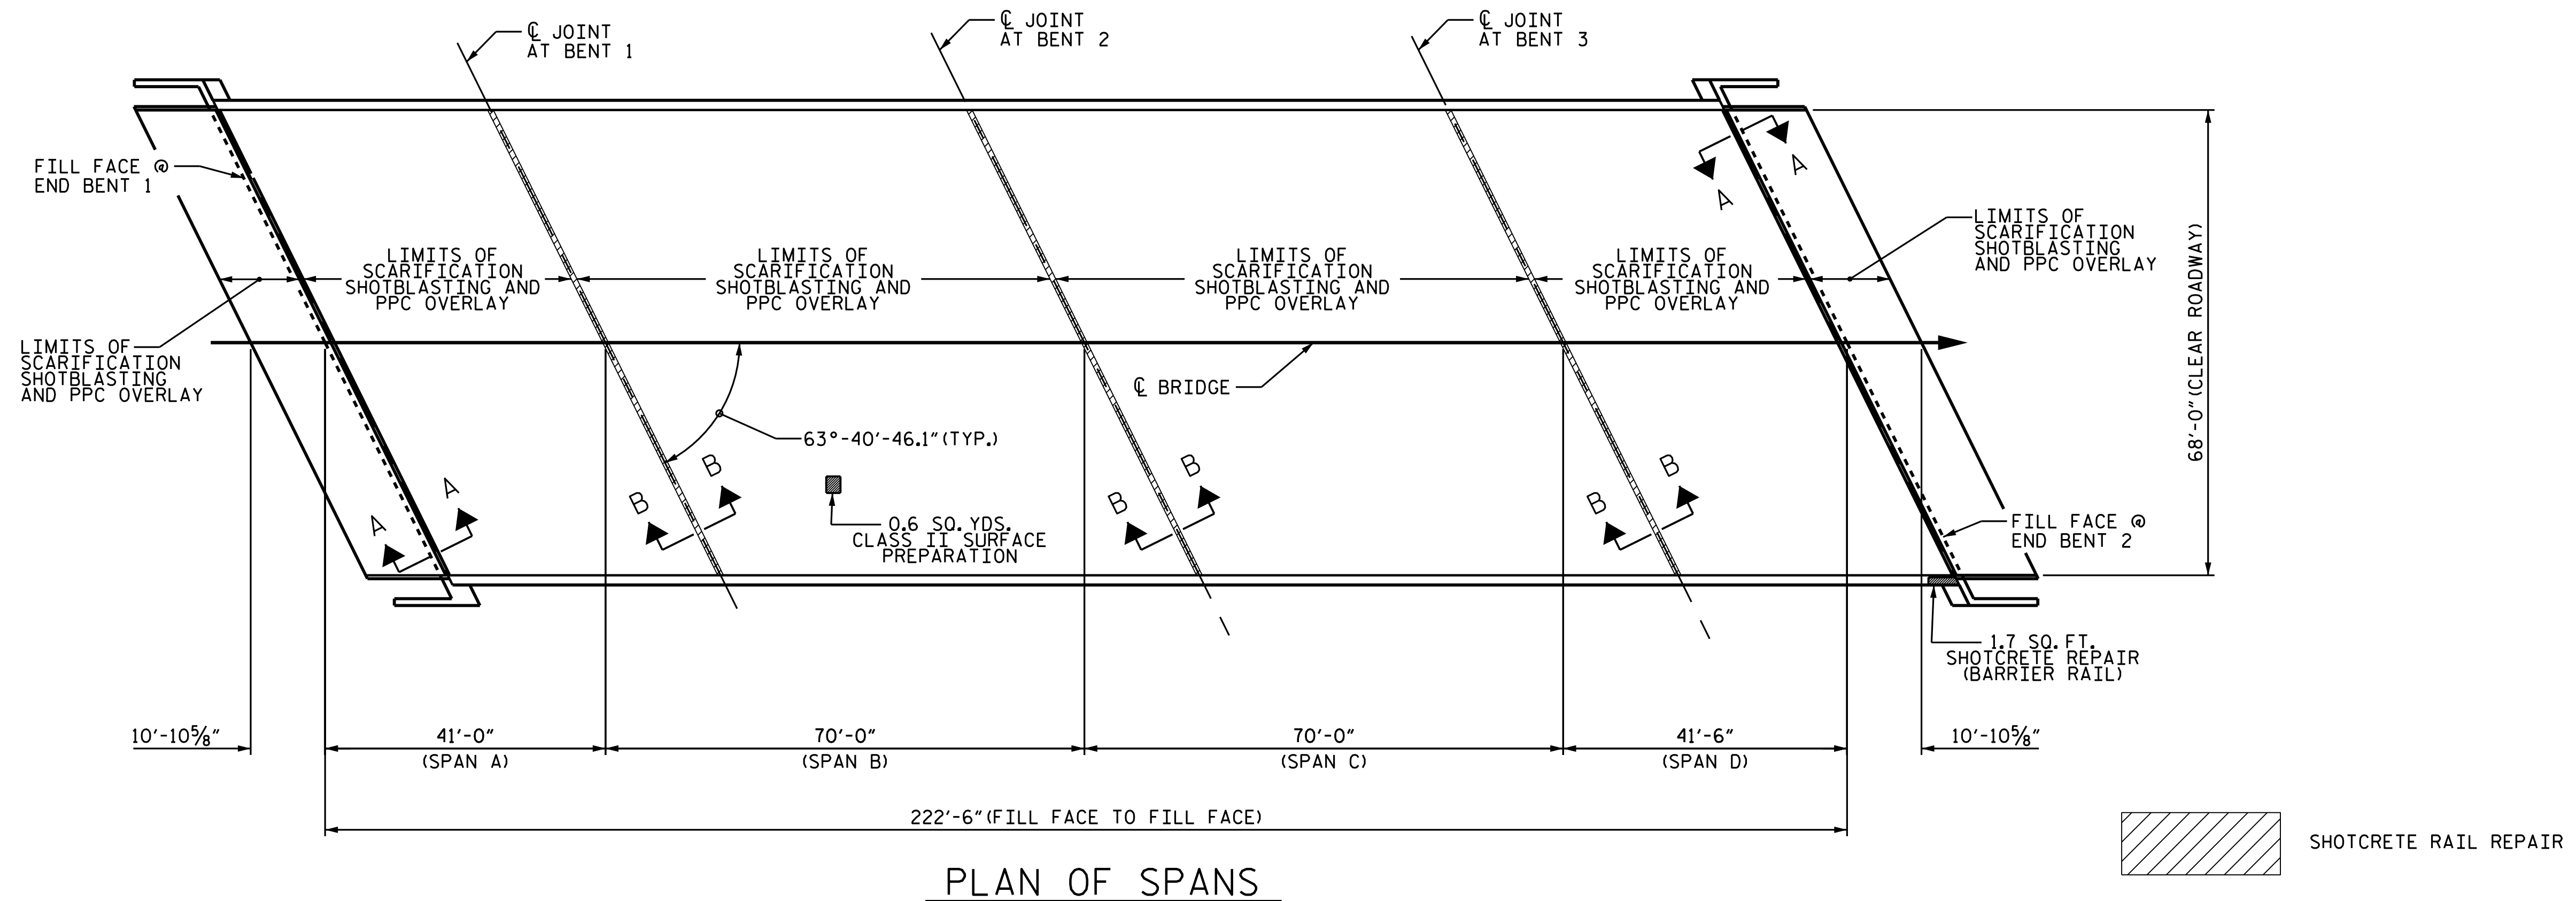 ℄ JOINT
AT BENT 1
℄ JOINT
AT BENT 2
℄ JOINT
AT BENT 3
FILL FACE @
END BENT 1
A
A
LIMITS OF
SCARIFICATION
SHOTBLASTING AND
PPC OVERLAY
LIMITS OF
SCARIFICATION
SHOTBLASTING AND
PPC OVERLAY
LIMITS OF
SCARIFICATION
SHOTBLASTING AND
PPC OVERLAY
LIMITS OF
SCARIFICATION
SHOTBLASTING AND
PPC OVERLAY
LIMITS OF
SCARIFICATION
SHOTBLASTING
AND PPC OVERLAY
68'-0" (CLEAR ROADWAY)
LIMITS OF
SCARIFICATION
SHOTBLASTING
AND PPC OVERLAY
℄ BRIDGE
63°-40'-46.1" (TYP.)
A
A
B
B
B
B
B
B
0.6 SQ. YDS.
CLASS II SURFACE
PREPARATION
FILL FACE @
END BENT 2
1.7 SQ. FT.
SHOTCRETE REPAIR
(BARRIER RAIL)
10'-10⅝"
41'-0"
(SPAN A)
70'-0"
(SPAN B)
70'-0"
(SPAN C)
41'-6"
(SPAN D)
10'-10⅝"
222'-6" (FILL FACE TO FILL FACE)
PLAN OF SPANS
SHOTCRETE RAIL REPAIR